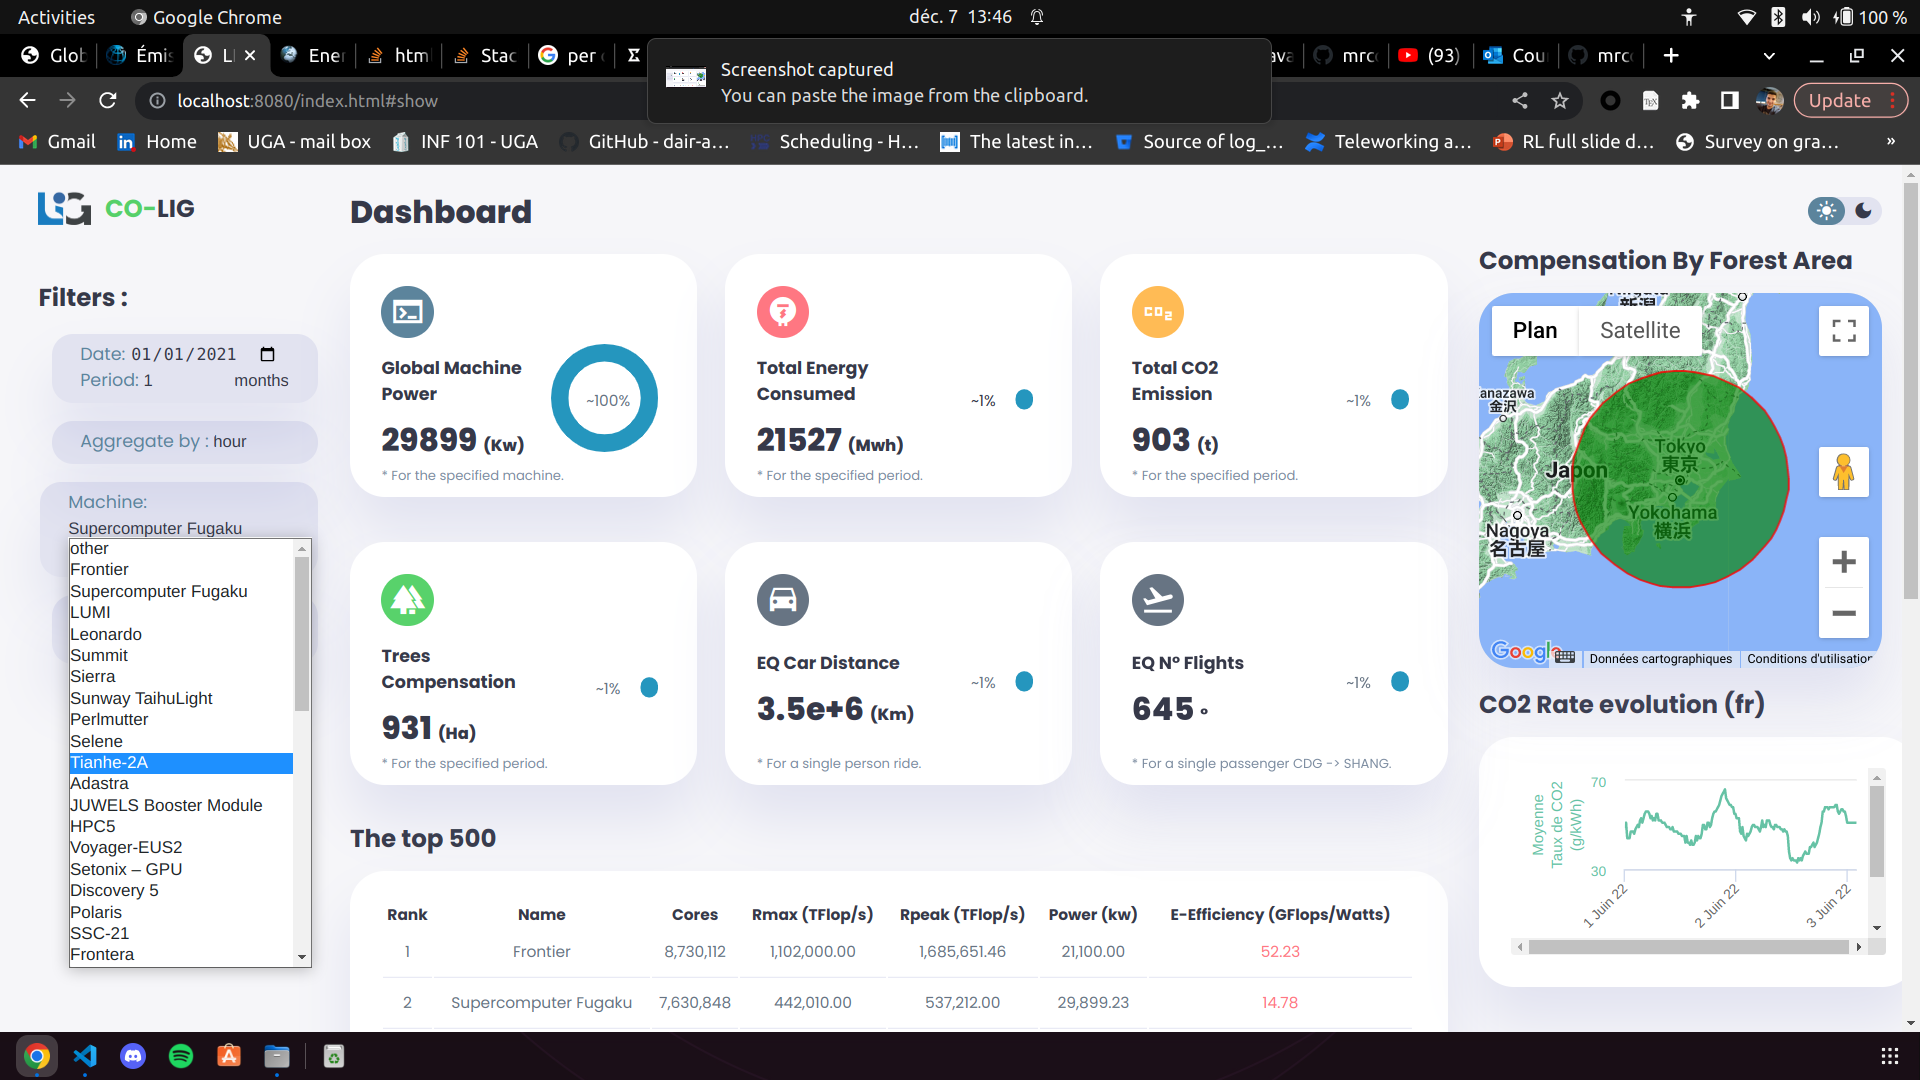 Activities
Google Chrome
déc. 7 13:46
100 %
Glob
Émis
LI
Ener
html
Stac
per
ava
mrc
(93)
Cou
mrc
Screenshot captured
You can paste the image from the clipboard.
localhost:8080/index.html#show
Update
Gmail
Home
UGA - mail box
INF 101 - UGA
GitHub - dair-a…
Scheduling - H…
The latest in…
Source of log_…
Teleworking a…
RL full slide d…
Survey on gra…
»
LIG
CO-LIG
Dashboard
Filters :
Date: 01/01/2021
Period: 1 months
Aggregate by : hour
Machine:
Supercomputer Fugaku
other
Frontier
Supercomputer Fugaku
LUMI
Leonardo
Summit
Sierra
Sunway TaihuLight
Perlmutter
Selene
Tianhe-2A
Adastra
JUWELS Booster Module
HPC5
Voyager-EUS2
Setonix – GPU
Discovery 5
Polaris
SSC-21
Frontera
Global Machine
Power
29899 (Kw)
~100%
* For the specified machine.
Total Energy
Consumed
21527 (Mwh)
~1%
* For the specified period.
CO2
Total CO2
Emission
903 (t)
~1%
* For the specified period.
Trees
Compensation
931 (Ha)
~1%
* For the specified period.
EQ Car Distance
3.5e+6 (Km)
~1%
* For a single person ride.
EQ N° Flights
645 °
~1%
* For a single passenger CDG -> SHANG.
The top 500
Rank Name Cores Rmax (TFlop/s) Rpeak (TFlop/s) Power (kw) E-Efficiency (GFlops/Watts)
1 Frontier 8,730,112 1,102,000.00 1,685,651.46 21,100.00 52.23
2 Supercomputer Fugaku 7,630,848 442,010.00 537,212.00 29,899.23 14.78
Compensation By Forest Area
Plan
Satellite
anazawa
金沢
Japon
Tokyo
東京
Yokohama
横浜
Nagoya
名古屋
Google
Données cartographiques
Conditions d'utilisation
CO2 Rate evolution (fr)
Moyenne
Taux de CO2
(g/kWh)
70
30
1 Juin 22
2 Juin 22
3 Juin 22